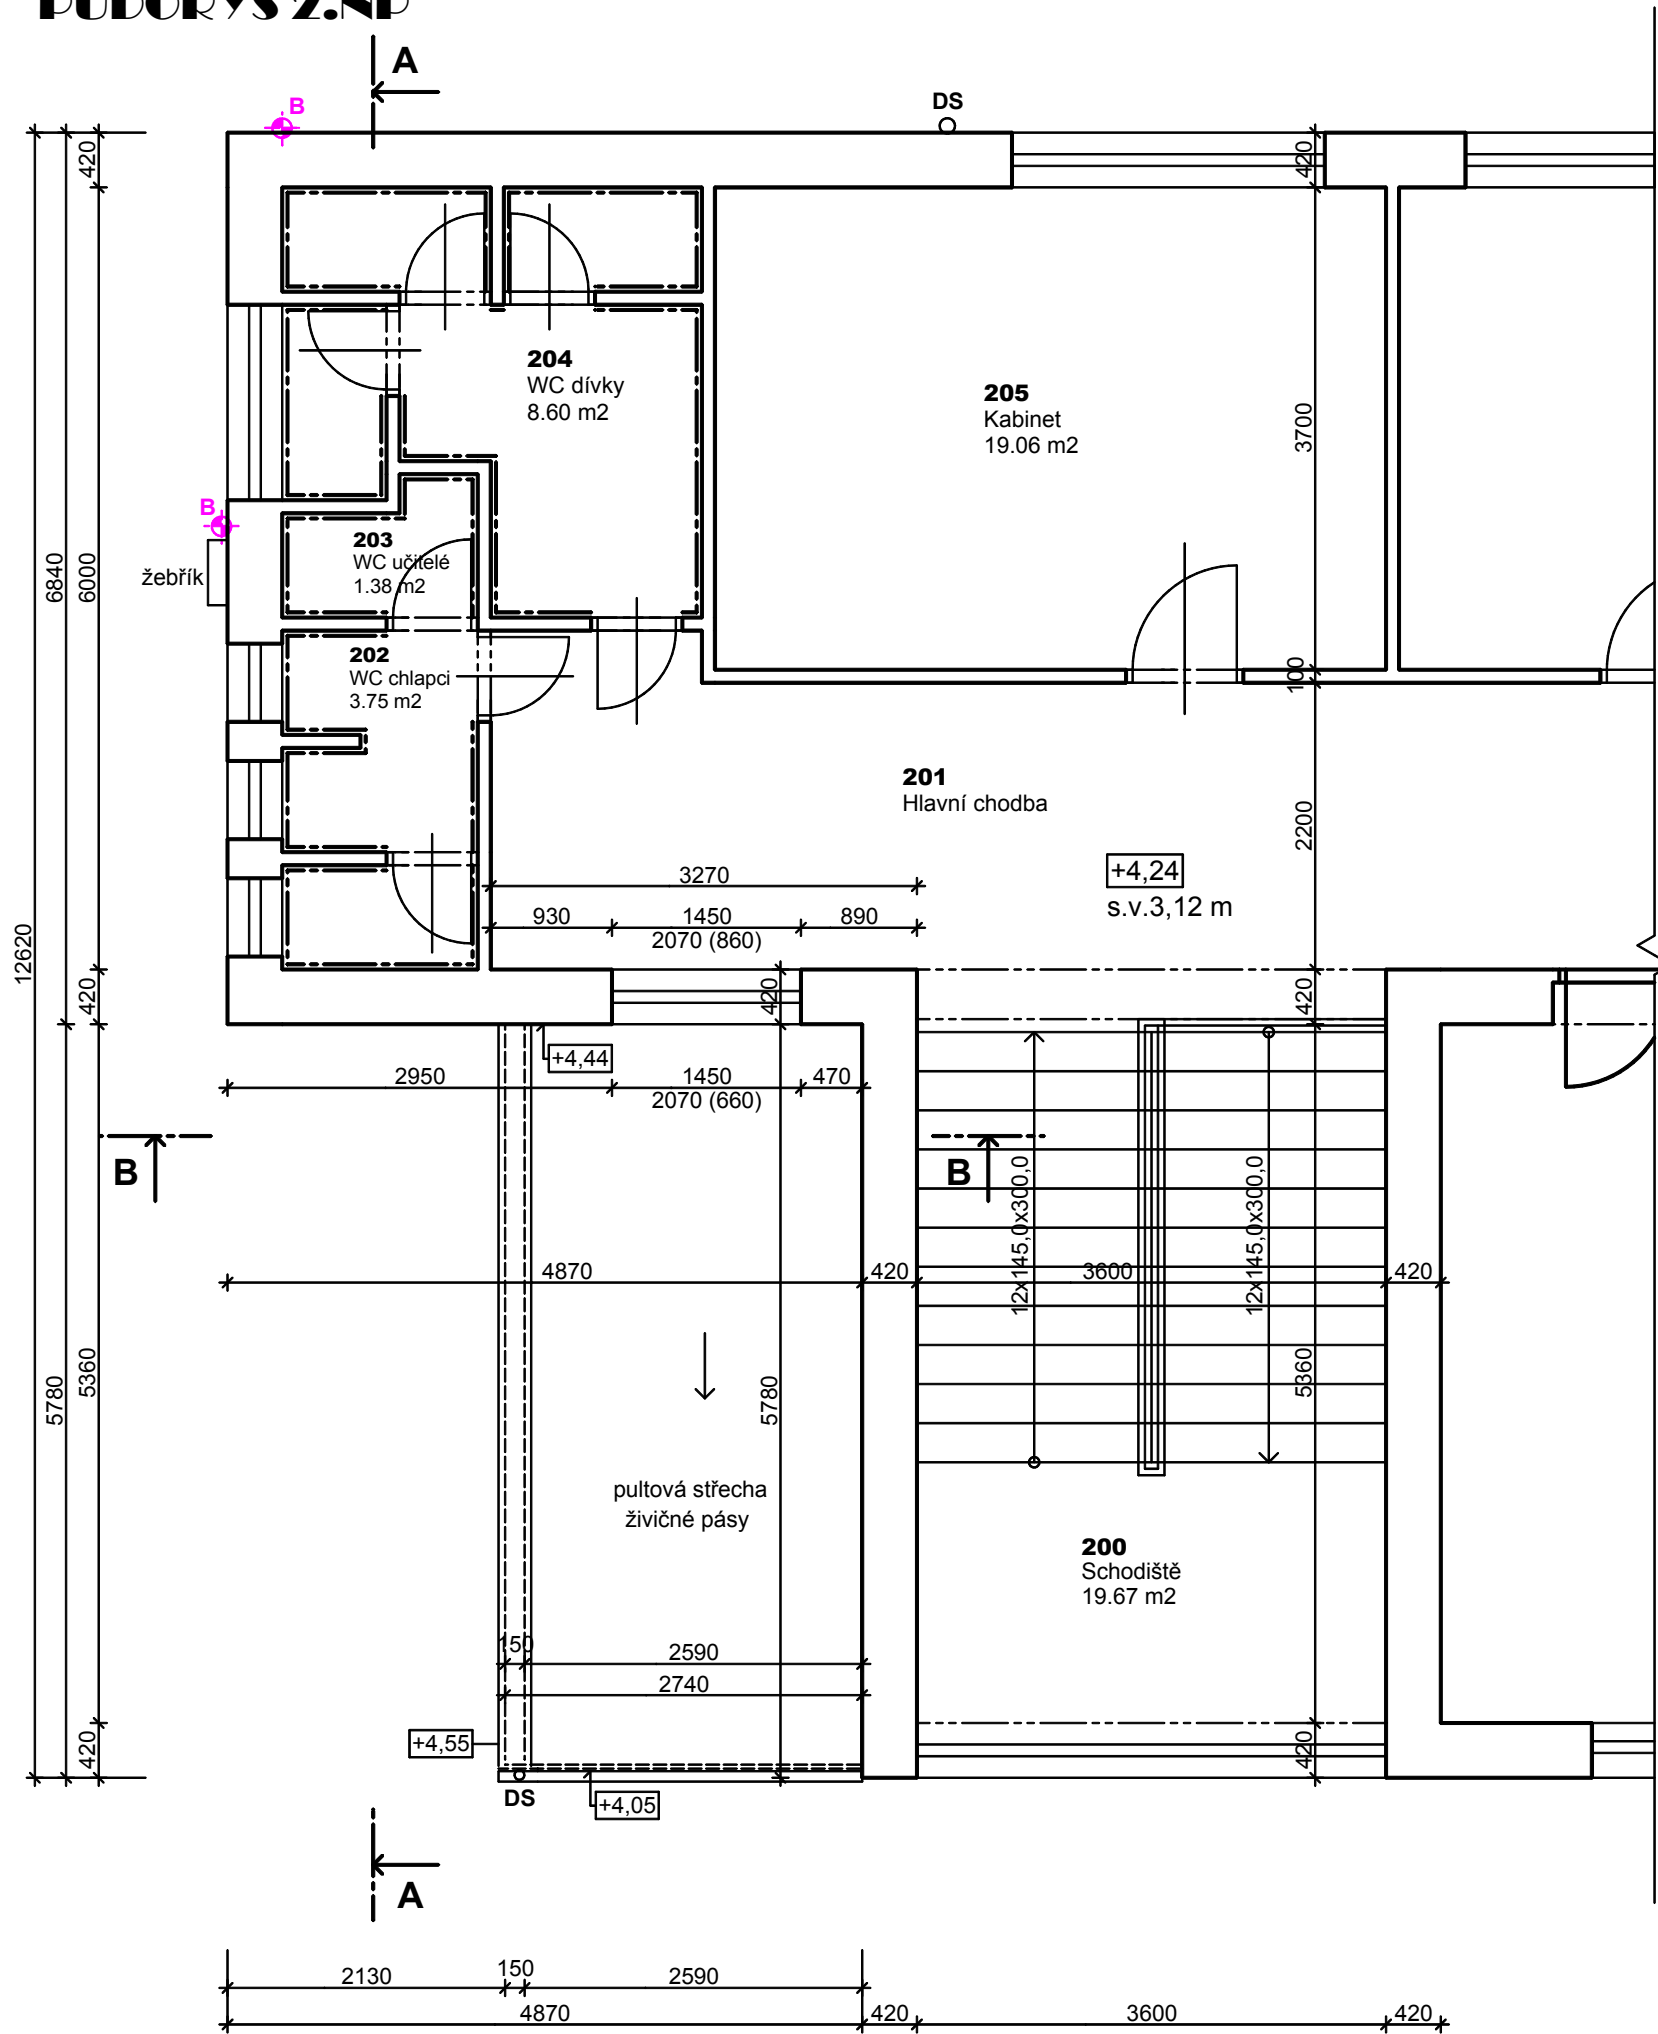 PŮDORYS 2.NP
A
B
DS
420
420
204
WC dívky
8.60 m2
205
Kabinet
19.06 m2
3700
B
203
WC učitelé
1.38 m2
žebřík
6840
6000
202
WC chlapci
3.75 m2
100
201
Hlavní chodba
2200
3270
+4,24
s.v.3,12 m
930
1450
890
2070 (860)
12620
420
420
420
+4,44
2950
1450
470
2070 (660)
B
B
12x145,0x300,0
12x145,0x300,0
4870
420
3600
420
5780
5360
5780
5360
pultová střecha
živičné pásy
200
Schodiště
19.67 m2
150
2590
2740
+4,55
420
420
DS
+4,05
A
2130
150
2590
4870
420
3600
420